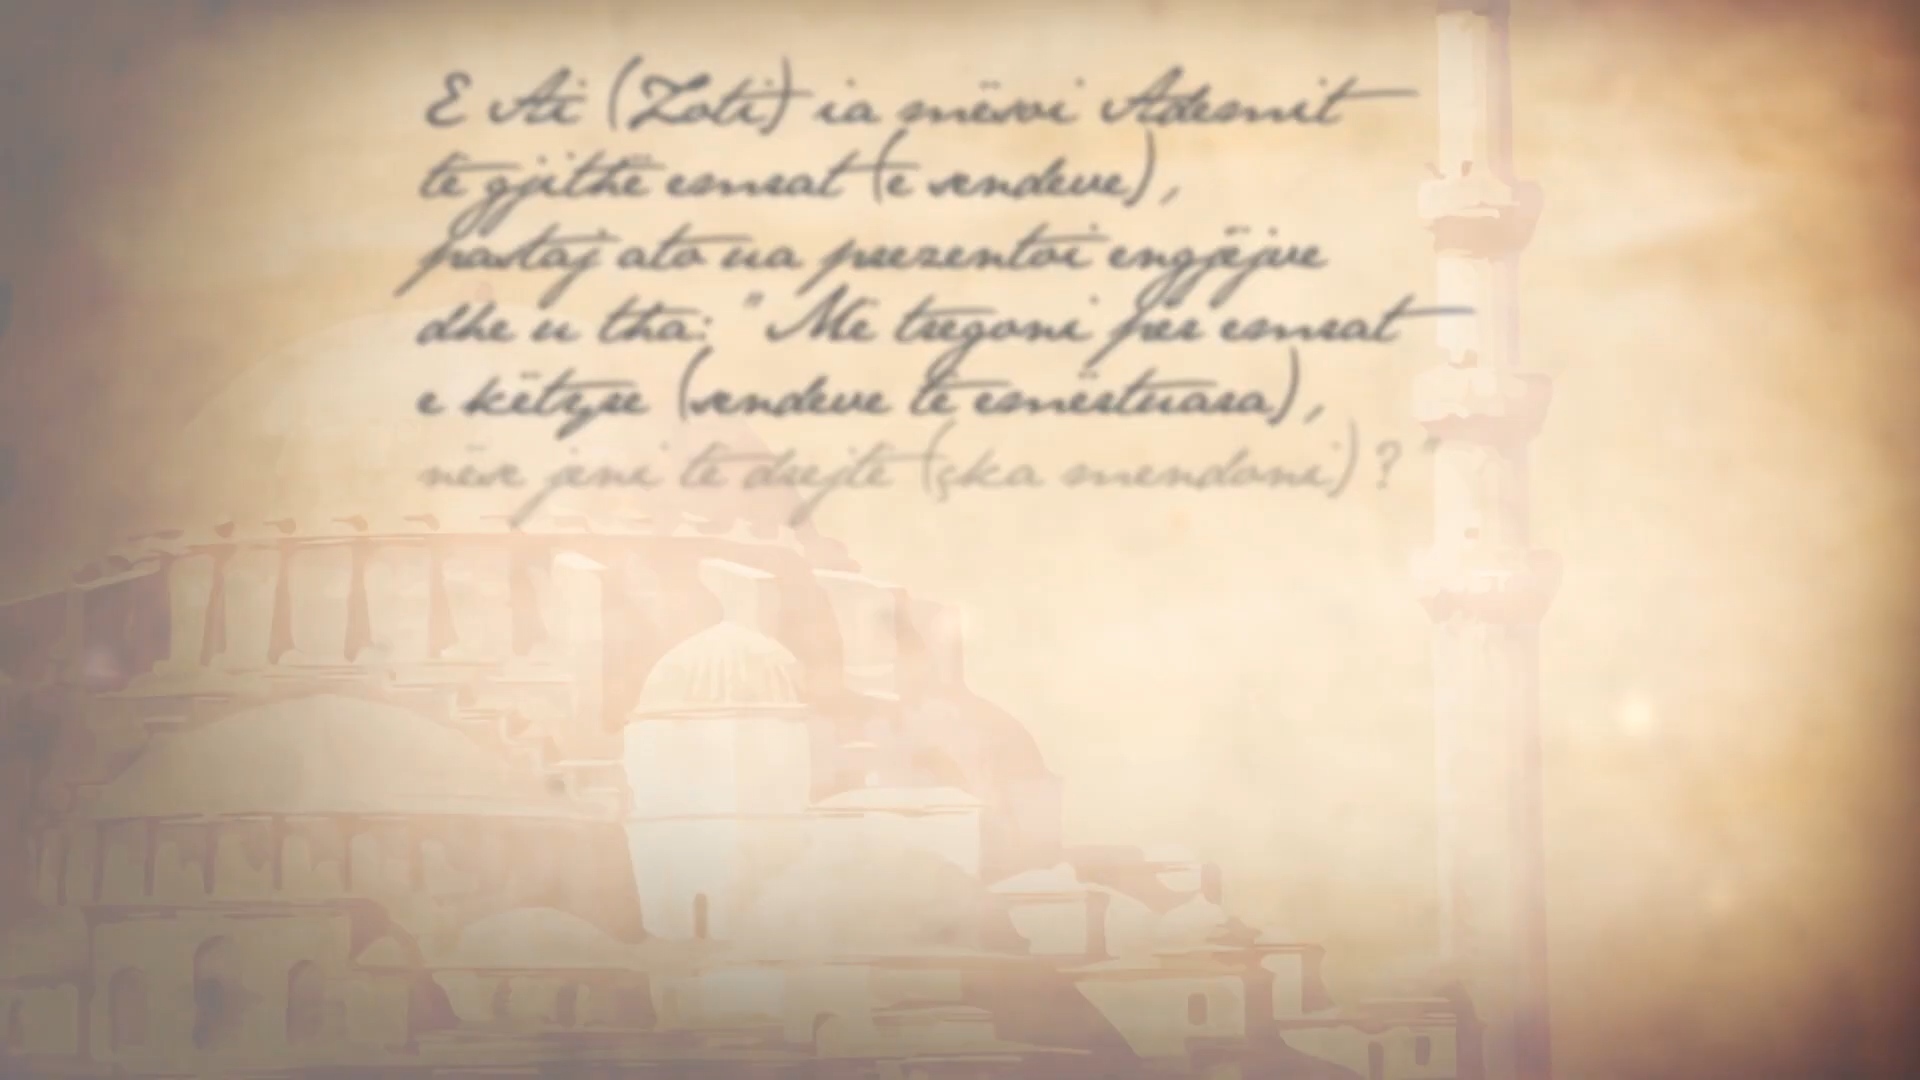 E Ai (Zoti) ia mësoi Ademit
të gjithë emrat (e sendeve),
pastaj ato ua prezentoi engjëjve
dhe u tha: "Me tregoni për emrat
e këtyre (sendeve të emërtuara),
nëse jeni të drejtë (çka mendoni)?"